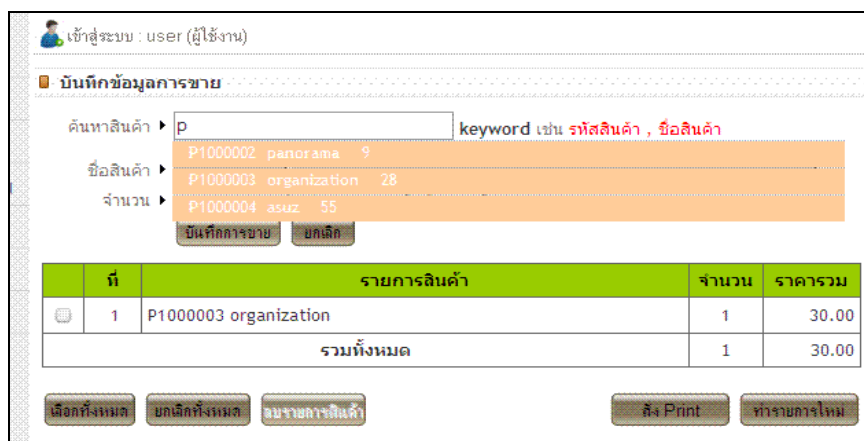 เข้าสู่ระบบ : user (ผู้ใช้งาน)
บันทึกข้อมูลการขาย
ค้นหาสินค้า p keyword เช่น รหัสสินค้า , ชื่อสินค้า
P1000002 panorama 9
ชื่อสินค้า
P1000003 organization 28
จำนวน
P1000004 asuz 55
บันทึกการขาย ยกเลิก
ที่ รายการสินค้า จำนวน ราคารวม
1 P1000003 organization 1 30.00
รวมทั้งหมด 1 30.00
เลือกทั้งหมด ยกเลิกทั้งหมด ลบรายการสินค้า สั่ง Print ทำรายการใหม่